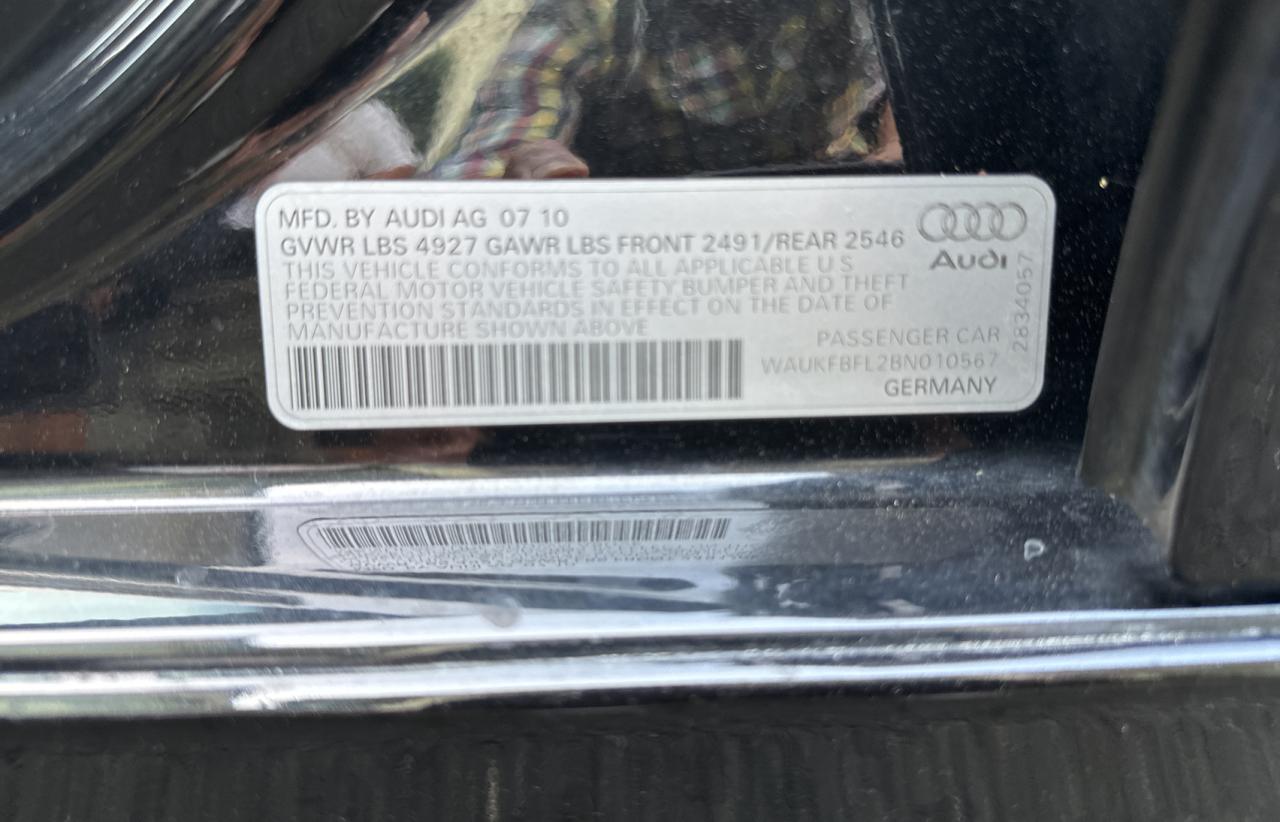 MFD. BY AUDI AG 07 10
GVWR LBS 4927 GAWR LBS FRONT 2491/REAR 2546
THIS VEHICLE CONFORMS TO ALL APPLICABLE U S
FEDERAL MOTOR VEHICLE SAFETY BUMPER AND THEFT
PREVENTION STANDARDS IN EFFECT ON THE DATE OF
MANUFACTURE SHOWN ABOVE
Audi
2834057
PASSENGER CAR
WAUKFBFL2BN010567
GERMANY